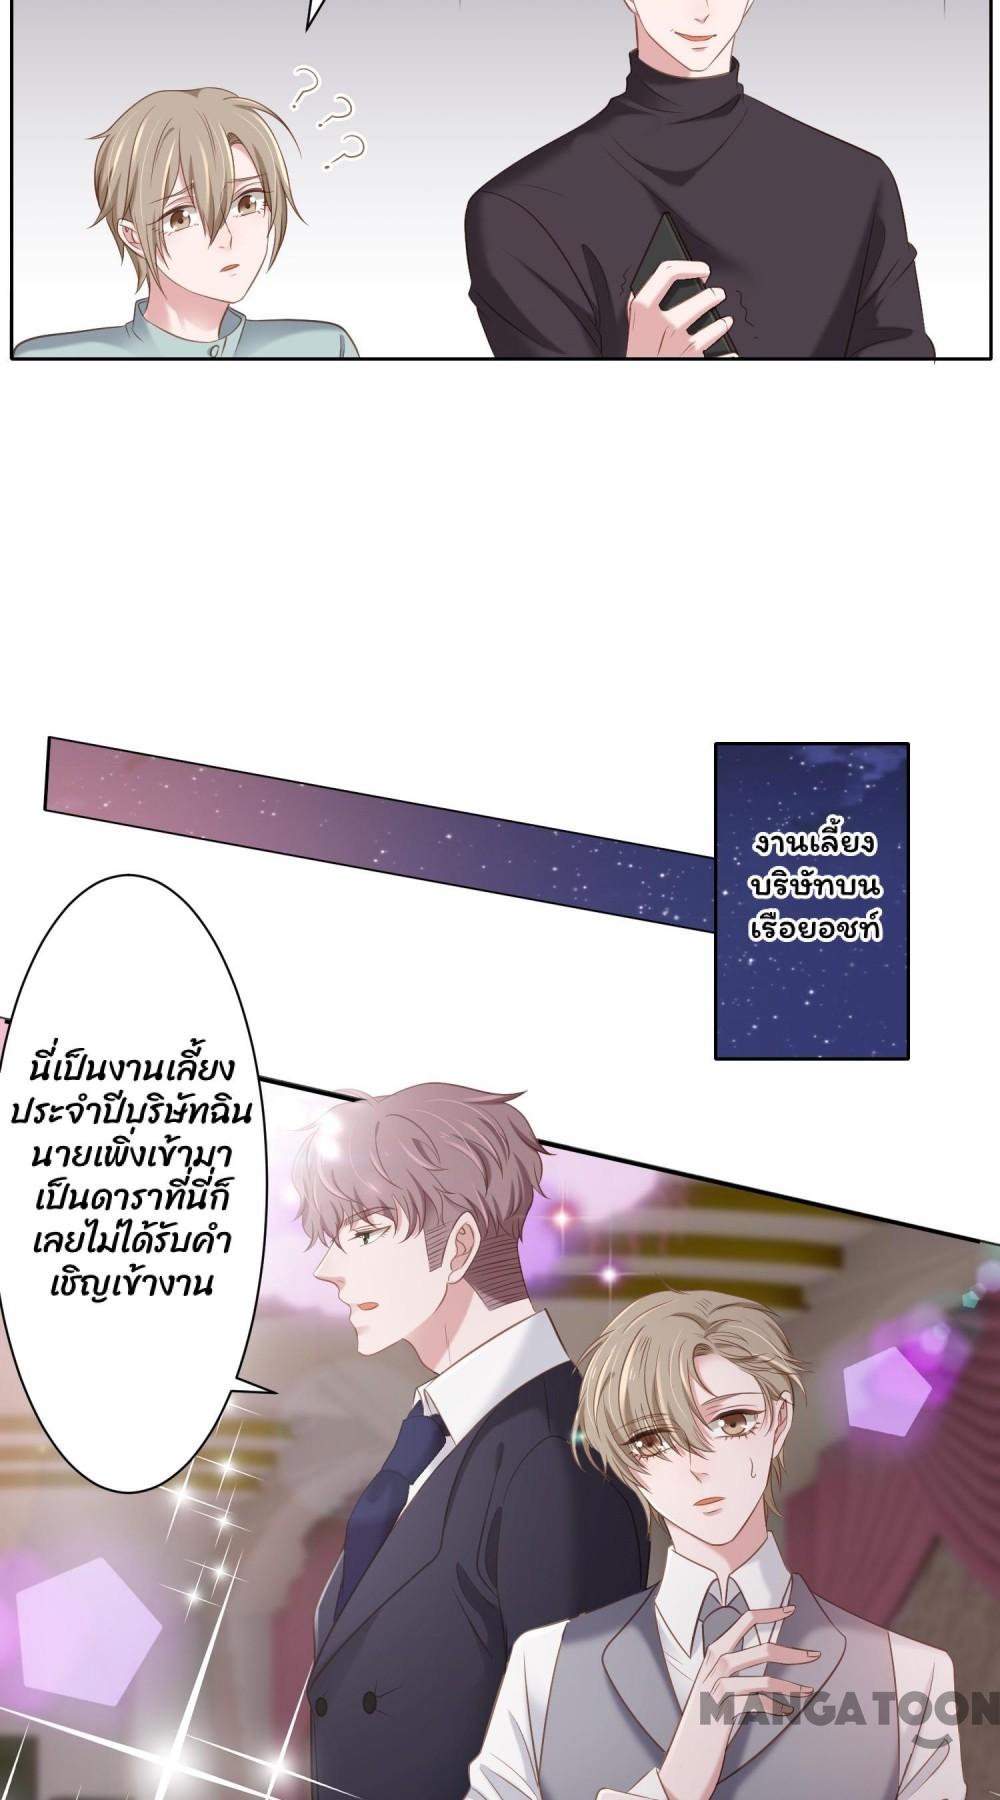 ???
งานเลี้ยง
บริษัทบน
เรือยอชท์
นี่เป็นงานเลี้ยง
ประจำปีบริษัทฉิน
นายเพิ่งเข้ามา
เป็นดาราที่นี่ก็
เลยไม่ได้รับคำ
เชิญเข้างาน
MANGATOON